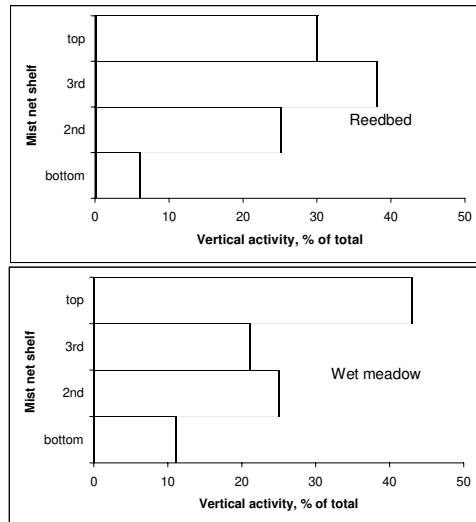 top
3rd
2nd
bottom
Mist net shelf
Reedbed
0 10 20 30 40 50
Vertical activity, % of total
top
3rd
2nd
bottom
Mist net shelf
Wet meadow
0 10 20 30 40 50
Vertical activity, % of total